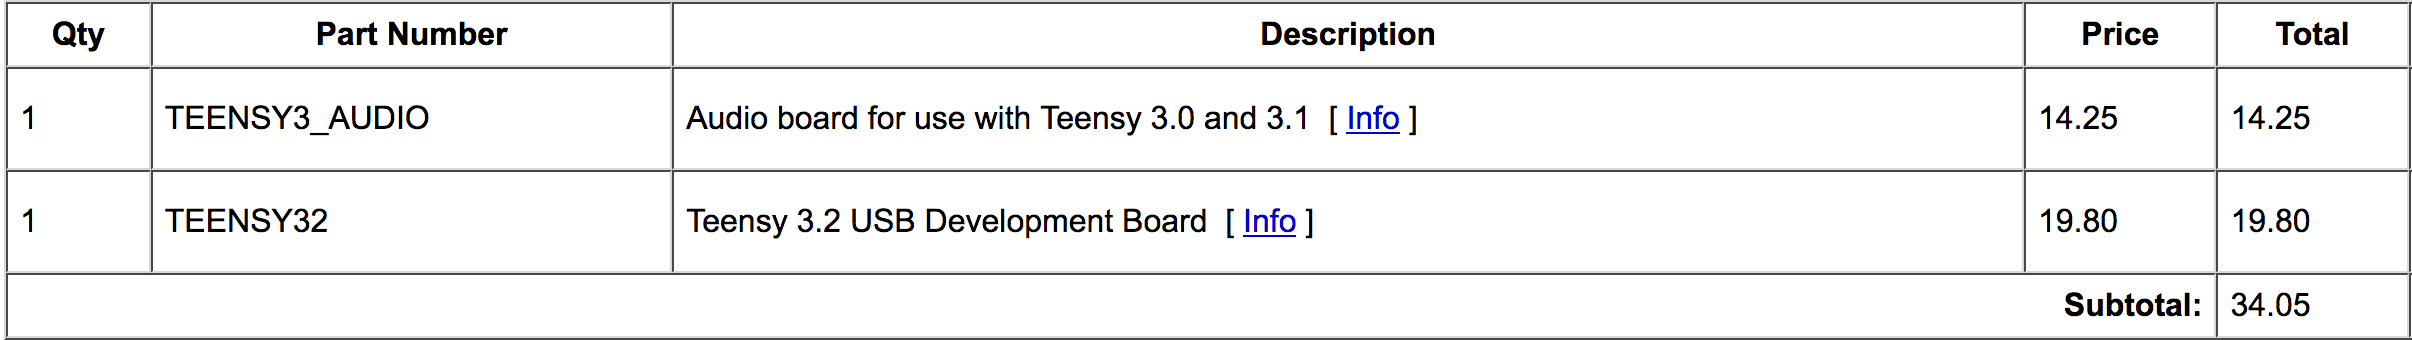 Qty Part Number Description Price Total
1 TEENSY3_AUDIO Audio board for use with Teensy 3.0 and 3.1 [ Info ] 14.25 14.25
1 TEENSY32 Teensy 3.2 USB Development Board [ Info ] 19.80 19.80
Subtotal: 34.05